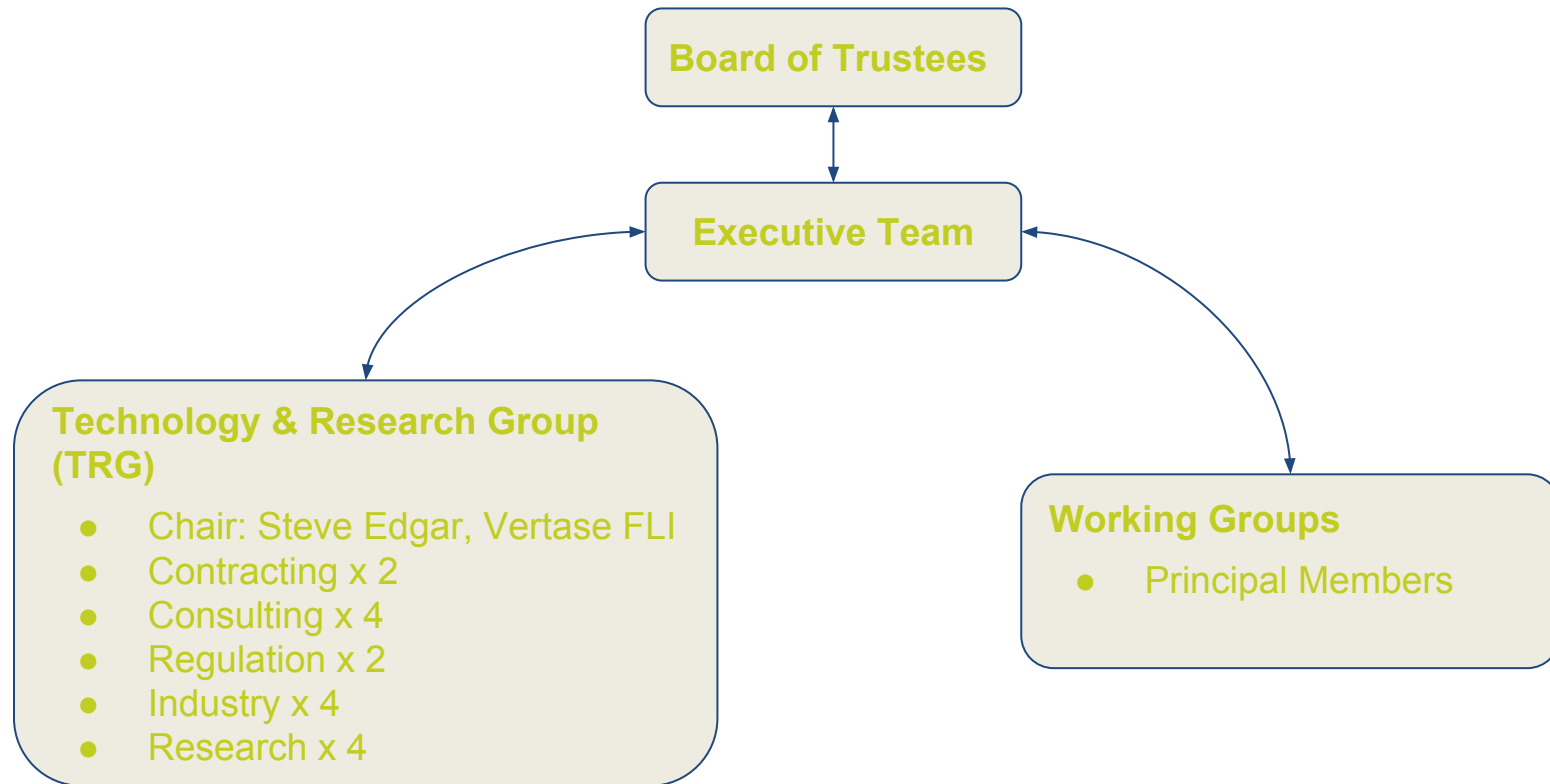 Board of Trustees
Executive Team
Technology & Research Group
(TRG)
● Chair: Steve Edgar, Vertase FLI
● Contracting x 2
● Consulting x 4
● Regulation x 2
● Industry x 4
● Research x 4
Working Groups
● Principal Members